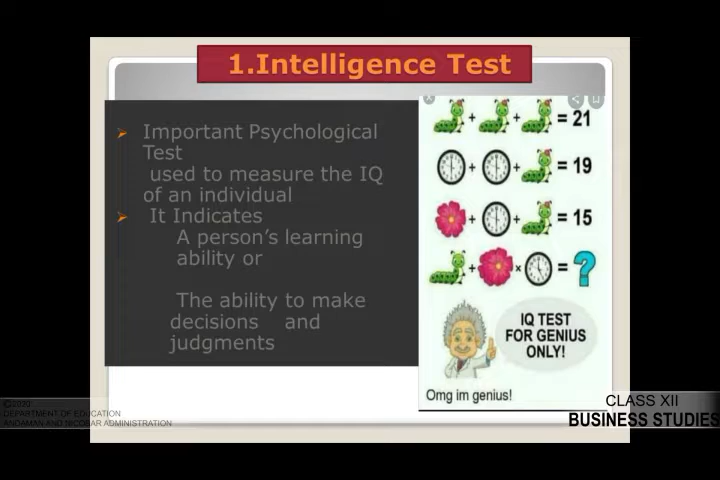 1.Intelligence Test
➢ Important Psychological
Test
used to measure the IQ
of an individual
➢ It Indicates
A person's learning
ability or
The ability to make
decisions and
judgments
+ + = 21
+ + = 19
+ + = 15
+ × = ?
IQ TEST
FOR GENIUS
ONLY!
Omg im genius!
©2020
DEPARTMENT OF EDUCATION
ANDAMAN AND NICOBAR ADMINISTRATION
CLASS XII
BUSINESS STUDIES